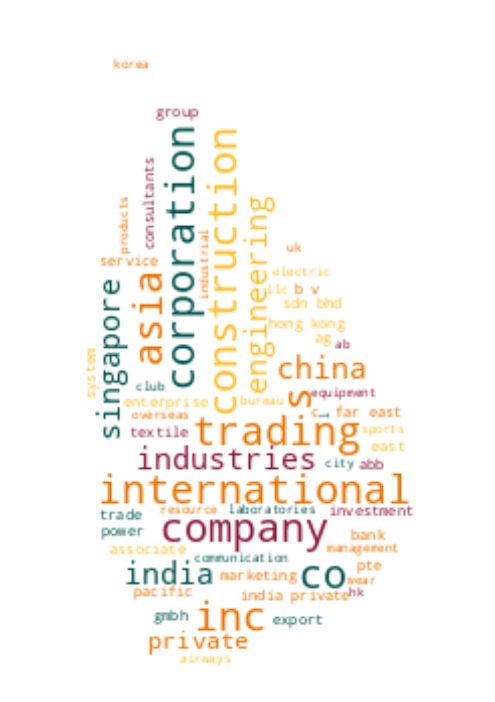 korea
group
corporation
construction
consultants
products
engineering
industrial
uk
service
asia
electric
singapore
llc
b v
sdn bhd
hong kong
ag
ab
system
china
club
s
equipment
enterprise
bureau
overseas
far east
trading
textile
sports
east
industries
city
abb
international
resource
laboratories
investment
trade
company
power
bank
associate
management
communication
india
marketing
co
pte
wear
pacific
india private
hk
inc
gmbh
export
private
airways